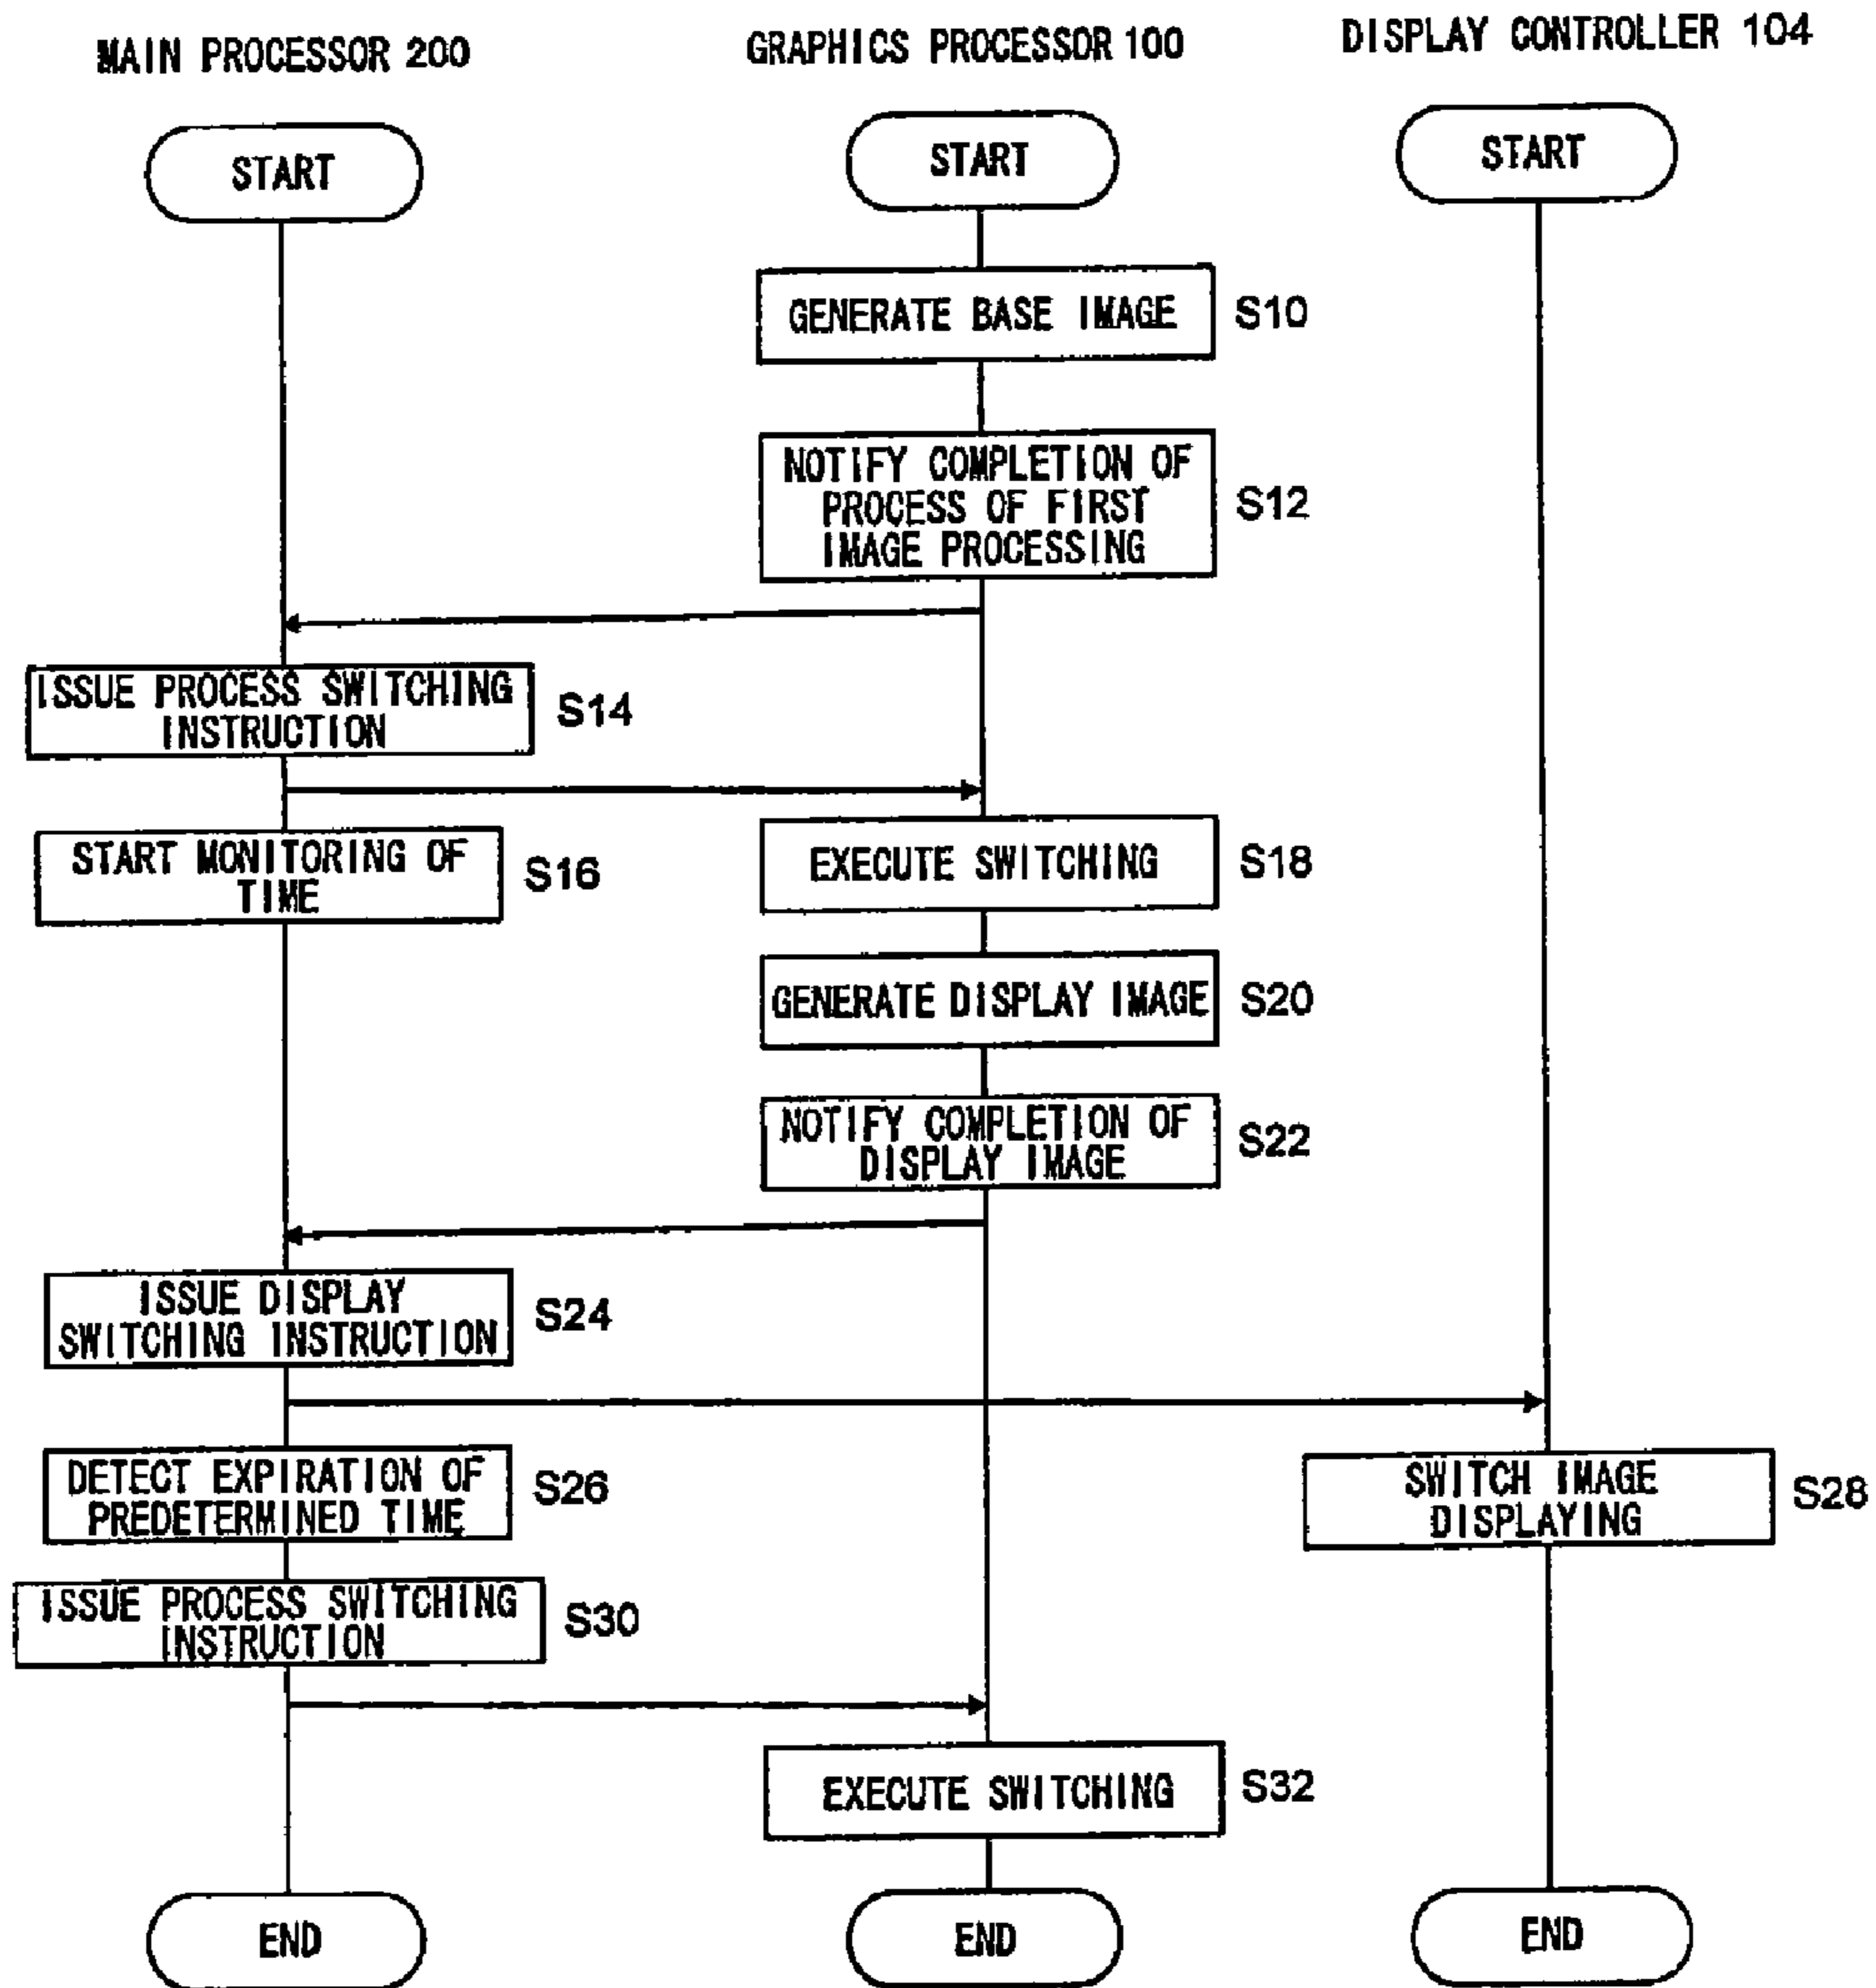 MAIN PROCESSOR 200
GRAPHICS PROCESSOR 100
DISPLAY CONTROLLER 104
START
START
START
GENERATE BASE IMAGE
S10
NOTIFY COMPLETION OF
PROCESS OF FIRST
IMAGE PROCESSING
S12
ISSUE PROCESS SWITCHING
INSTRUCTION
S14
START MONITORING OF
TIME
S16
EXECUTE SWITCHING
S18
GENERATE DISPLAY IMAGE
S20
NOTIFY COMPLETION OF
DISPLAY IMAGE
S22
ISSUE DISPLAY
SWITCHING INSTRUCTION
S24
DETECT EXPIRATION OF
PREDETERMINED TIME
S26
SWITCH IMAGE
DISPLAYING
S28
ISSUE PROCESS SWITCHING
INSTRUCTION
S30
EXECUTE SWITCHING
S32
END
END
END